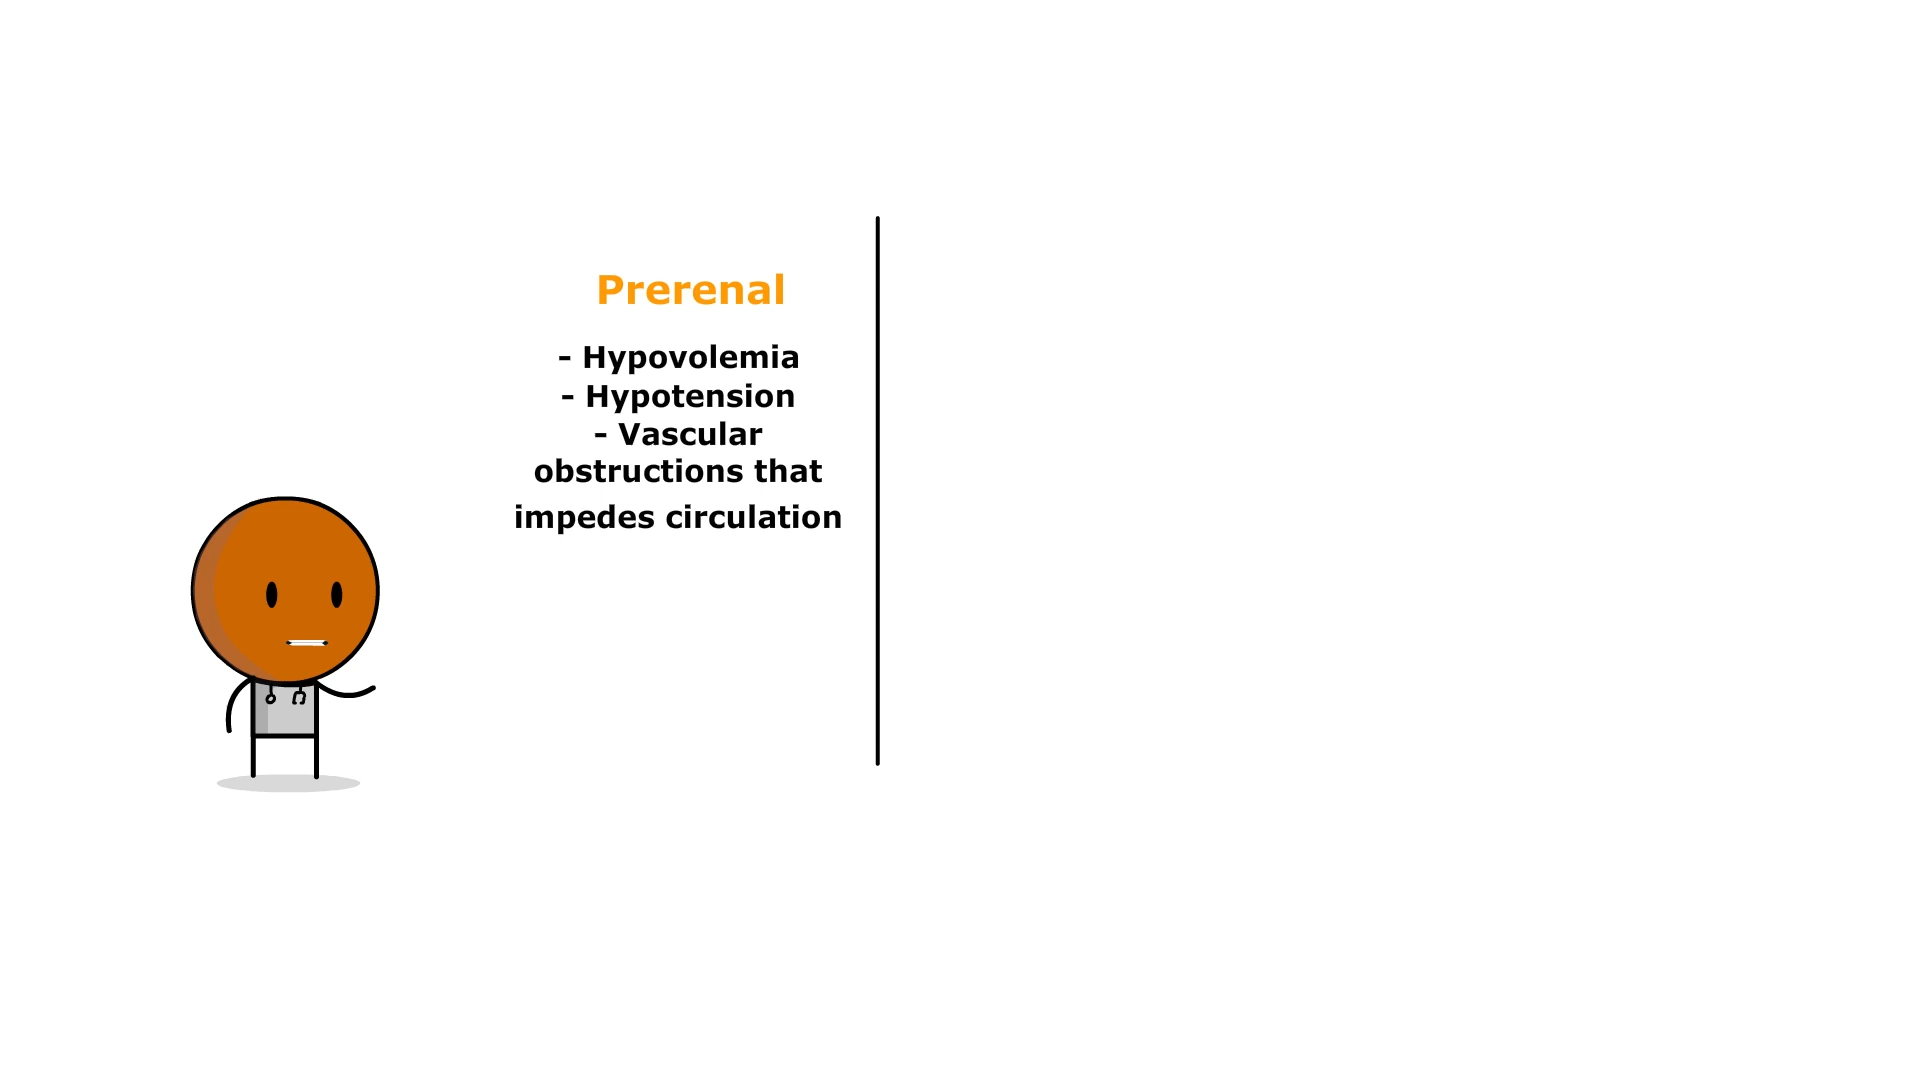 Prerenal
- Hypovolemia
- Hypotension
- Vascular
obstructions that
impedes circulation